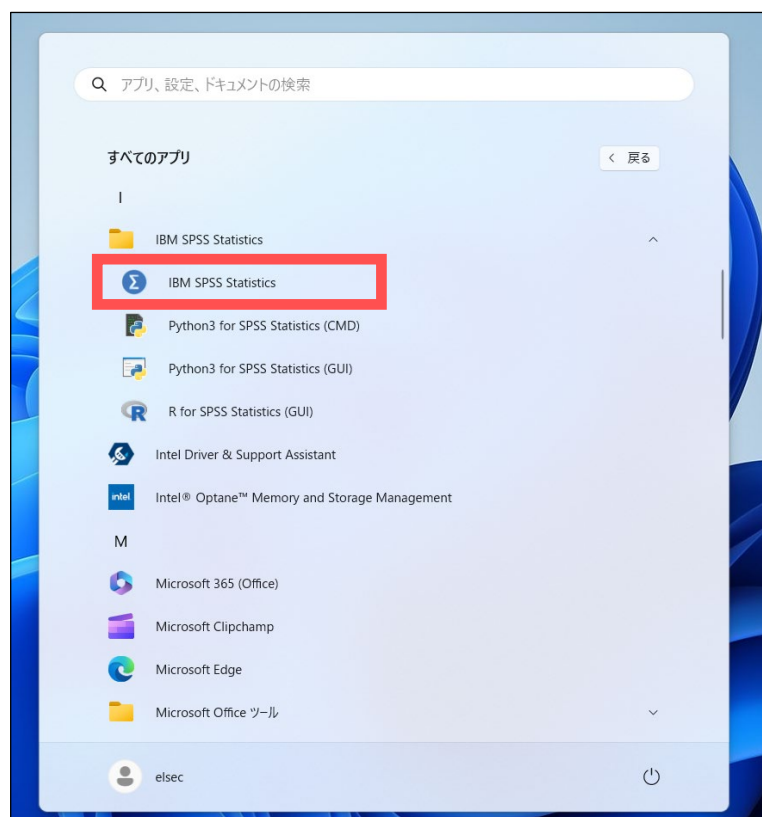 アプリ、設定、ドキュメントの検索
すべてのアプリ
戻る
I
IBM SPSS Statistics
IBM SPSS Statistics
Python3 for SPSS Statistics (CMD)
Python3 for SPSS Statistics (GUI)
R for SPSS Statistics (GUI)
Intel Driver & Support Assistant
intel
Intel® Optane™ Memory and Storage Management
M
Microsoft 365 (Office)
Microsoft Clipchamp
Microsoft Edge
Microsoft Office ツール
elsec